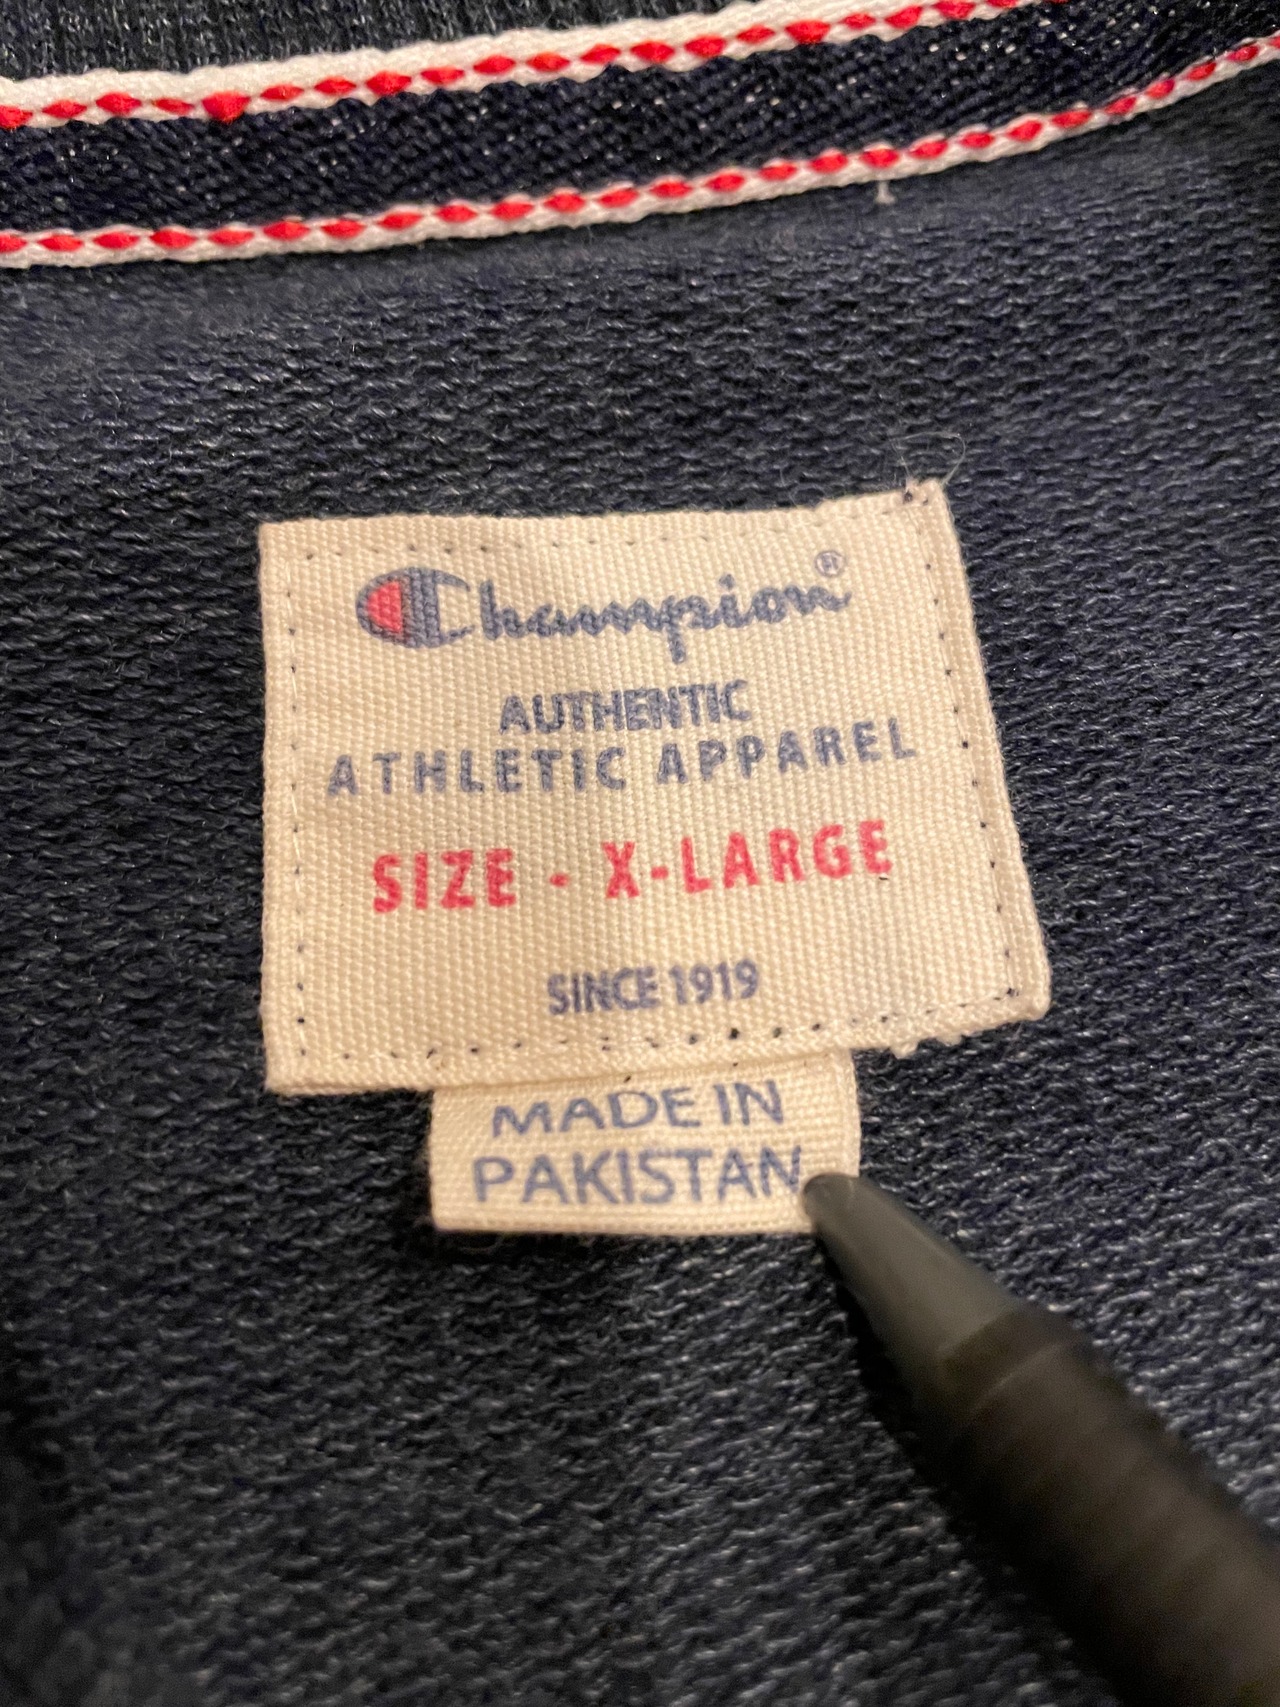 Champion®
AUTHENTIC
ATHLETIC APPAREL
SIZE - X-LARGE
SINCE 1919
MADE IN
PAKISTAN